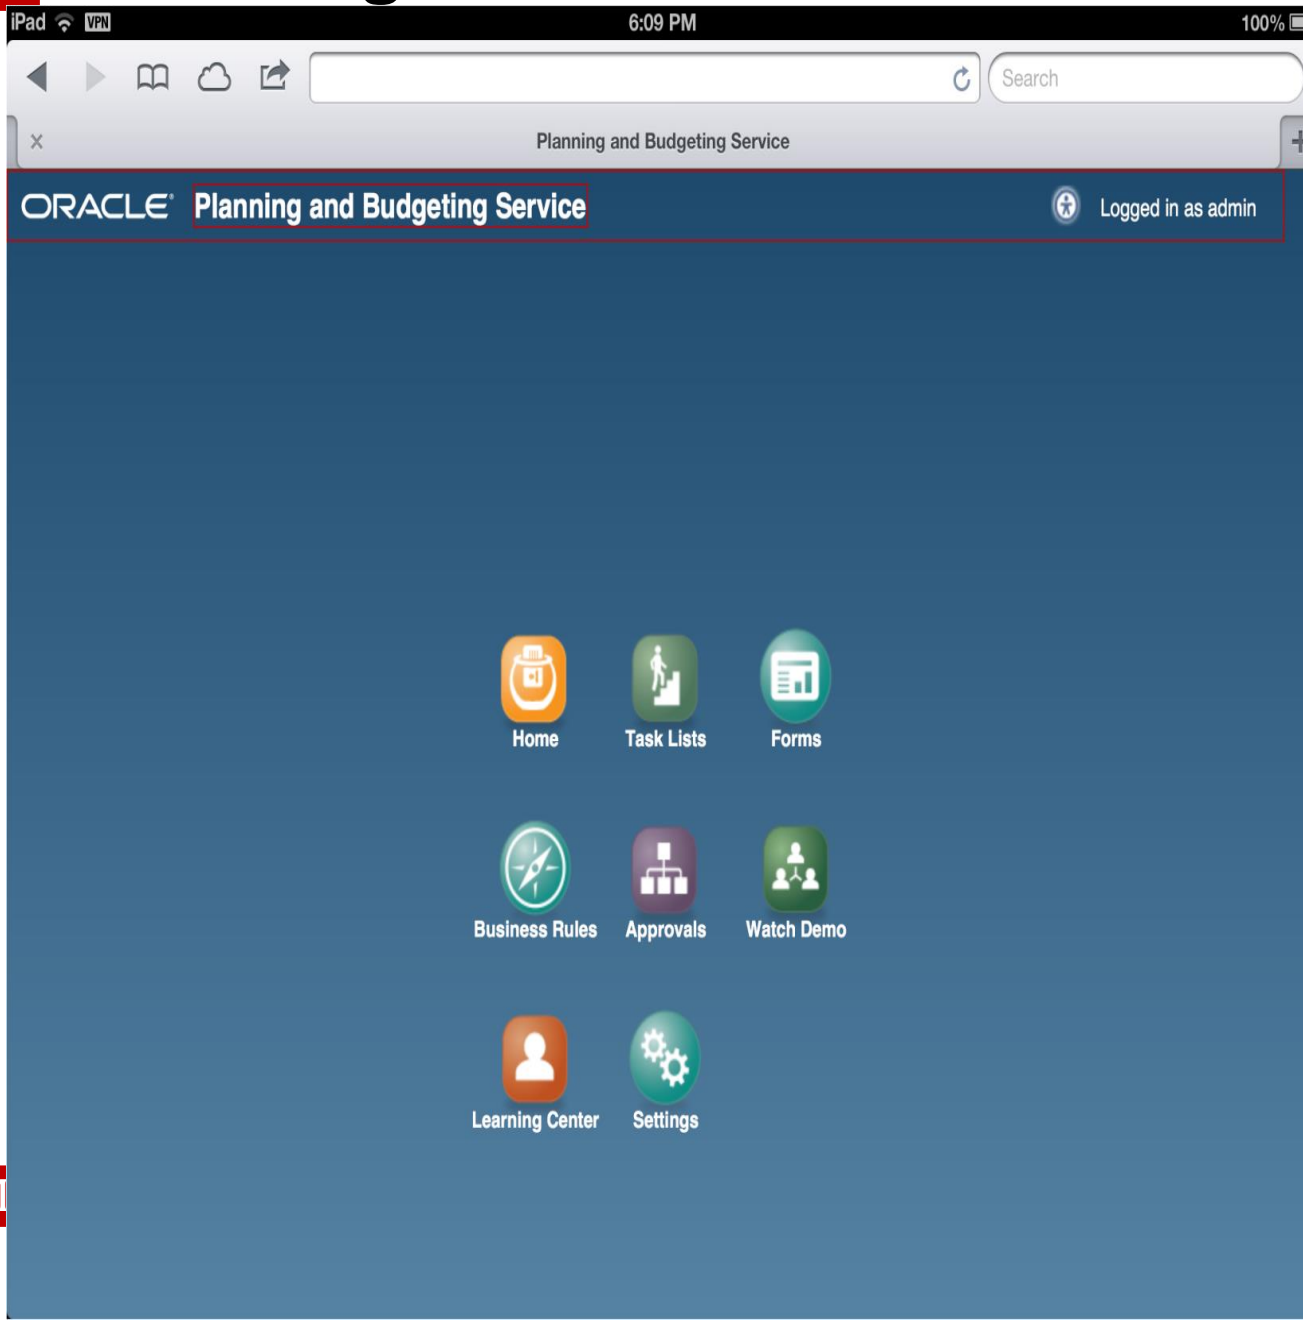 iPad VPN 6:09 PM 100%
Search
Planning and Budgeting Service
ORACLE® Planning and Budgeting Service Logged in as admin
Home Task Lists Forms
Business Rules Approvals Watch Demo
Learning Center Settings